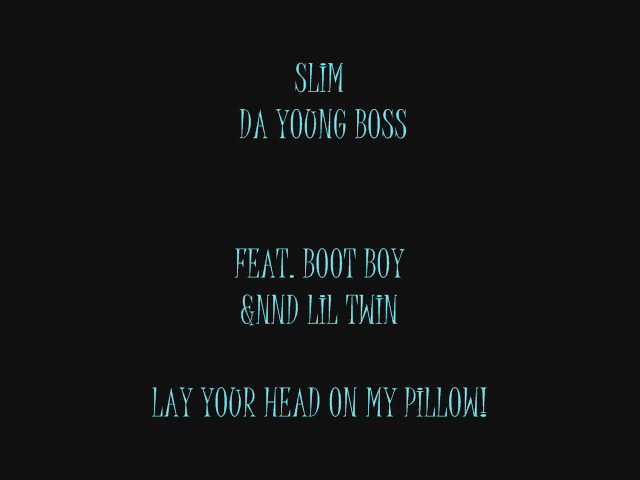 SLIM
DA YOUNG BOSS
FEAT. BOOT BOY
&NND LIL TWIN
LAY YOUR HEAD ON MY PILLOW!